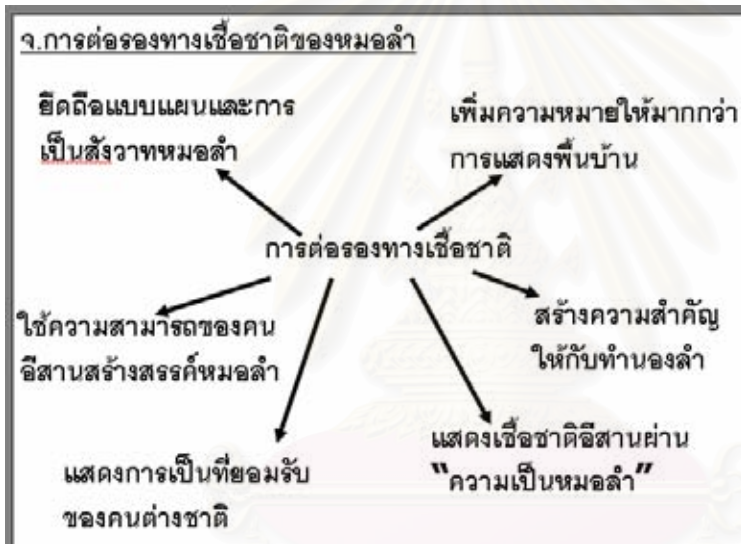 จ.การต่อรองทางเชื้อชาติของหมอลำ
ยึดถือแบบแผนและการ
เป็นสังวาทหมอลำ
เพิ่มความหมายให้มากกว่า
การแสดงพื้นบ้าน
การต่อรองทางเชื้อชาติ
ใช้ความสามารถของคน
อีสานสร้างสรรค์หมอลำ
สร้างความสำคัญ
ให้กับทำนองลำ
แสดงการเป็นที่ยอมรับ
ของคนต่างชาติ
แสดงเชื้อชาติอีสานผ่าน
“ความเป็นหมอลำ”